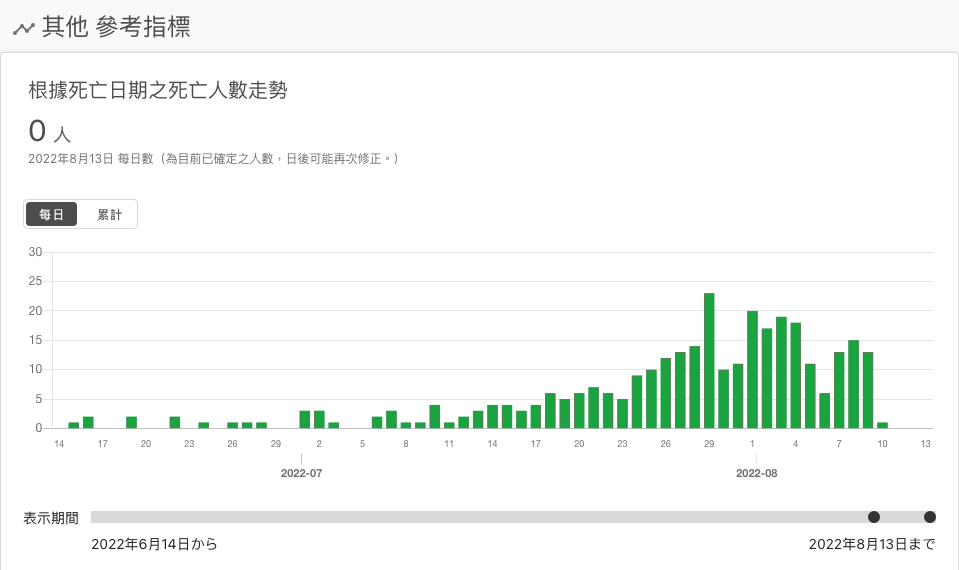 其他 參考指標
根據死亡日期之死亡人數走勢
0 人
2022年8月13日 每日數（為目前已確定之人數，日後可能再次修正。）
每日 累計
30
25
20
15
10
5
0
14 17 20 23 26 29 2 5 8 11 14 17 20 23 26 29 1 4 7 10 13
2022-07 2022-08
表示期間
2022年6月14日から 2022年8月13日まで